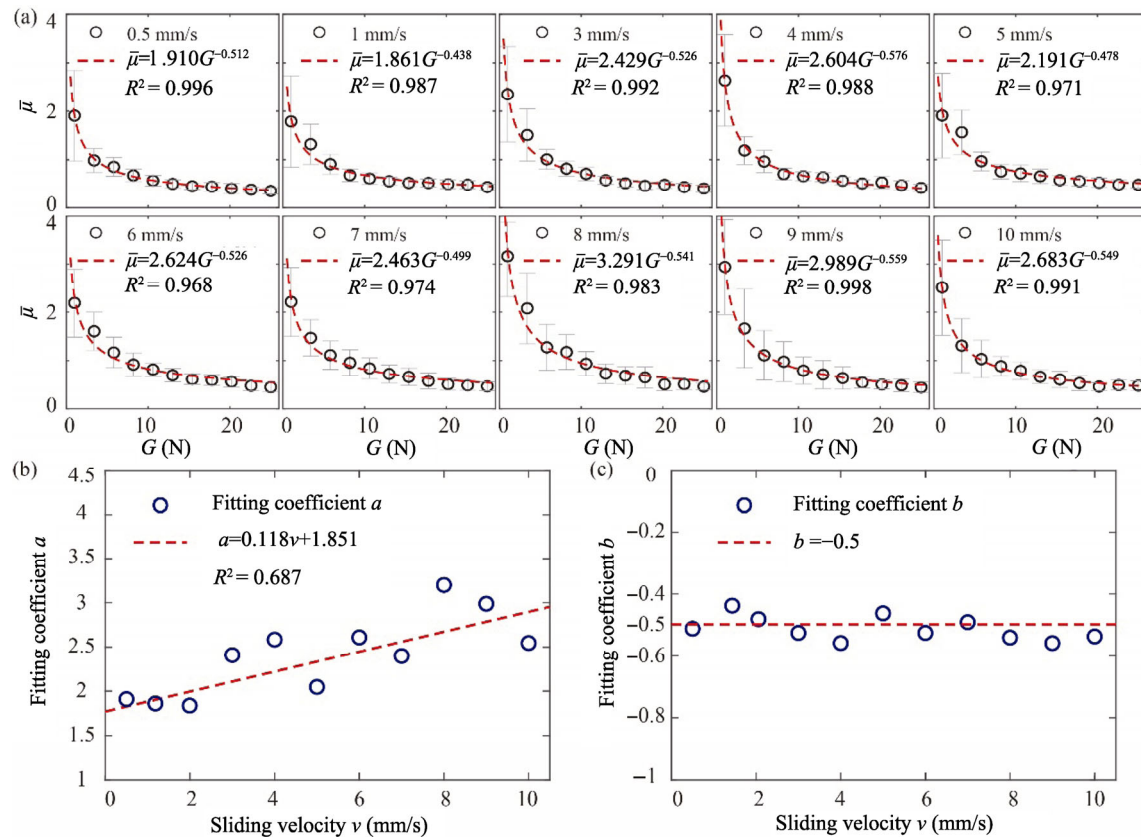 (a)
4
2
0
μ̄
0.5 mm/s
μ̄=1.910G^−0.512
R² = 0.996
1 mm/s
μ̄=1.861G^−0.438
R² = 0.987
3 mm/s
μ̄=2.429G^−0.526
R² = 0.992
4 mm/s
μ̄=2.604G^−0.576
R² = 0.988
5 mm/s
μ̄=2.191G^−0.478
R² = 0.971
4
2
0
μ̄
6 mm/s
μ̄=2.624G^−0.526
R² = 0.968
7 mm/s
μ̄=2.463G^−0.499
R² = 0.974
8 mm/s
μ̄=3.291G^−0.541
R² = 0.983
9 mm/s
μ̄=2.989G^−0.559
R² = 0.998
10 mm/s
μ̄=2.683G^−0.549
R² = 0.991
0 10 20 0 10 20 0 10 20 0 10 20 0 10 20
G (N) G (N) G (N) G (N) G (N)
(b)
4.5
4
3.5
3
2.5
2
1.5
1
Fitting coefficient a
Fitting coefficient a
a=0.118v+1.851
R² = 0.687
0 2 4 6 8 10
Sliding velocity v (mm/s)
(c)
0
−0.2
−0.4
−0.5
−0.6
−0.8
−1
Fitting coefficient b
Fitting coefficient b
b =−0.5
0 2 4 6 8 10
Sliding velocity v (mm/s)